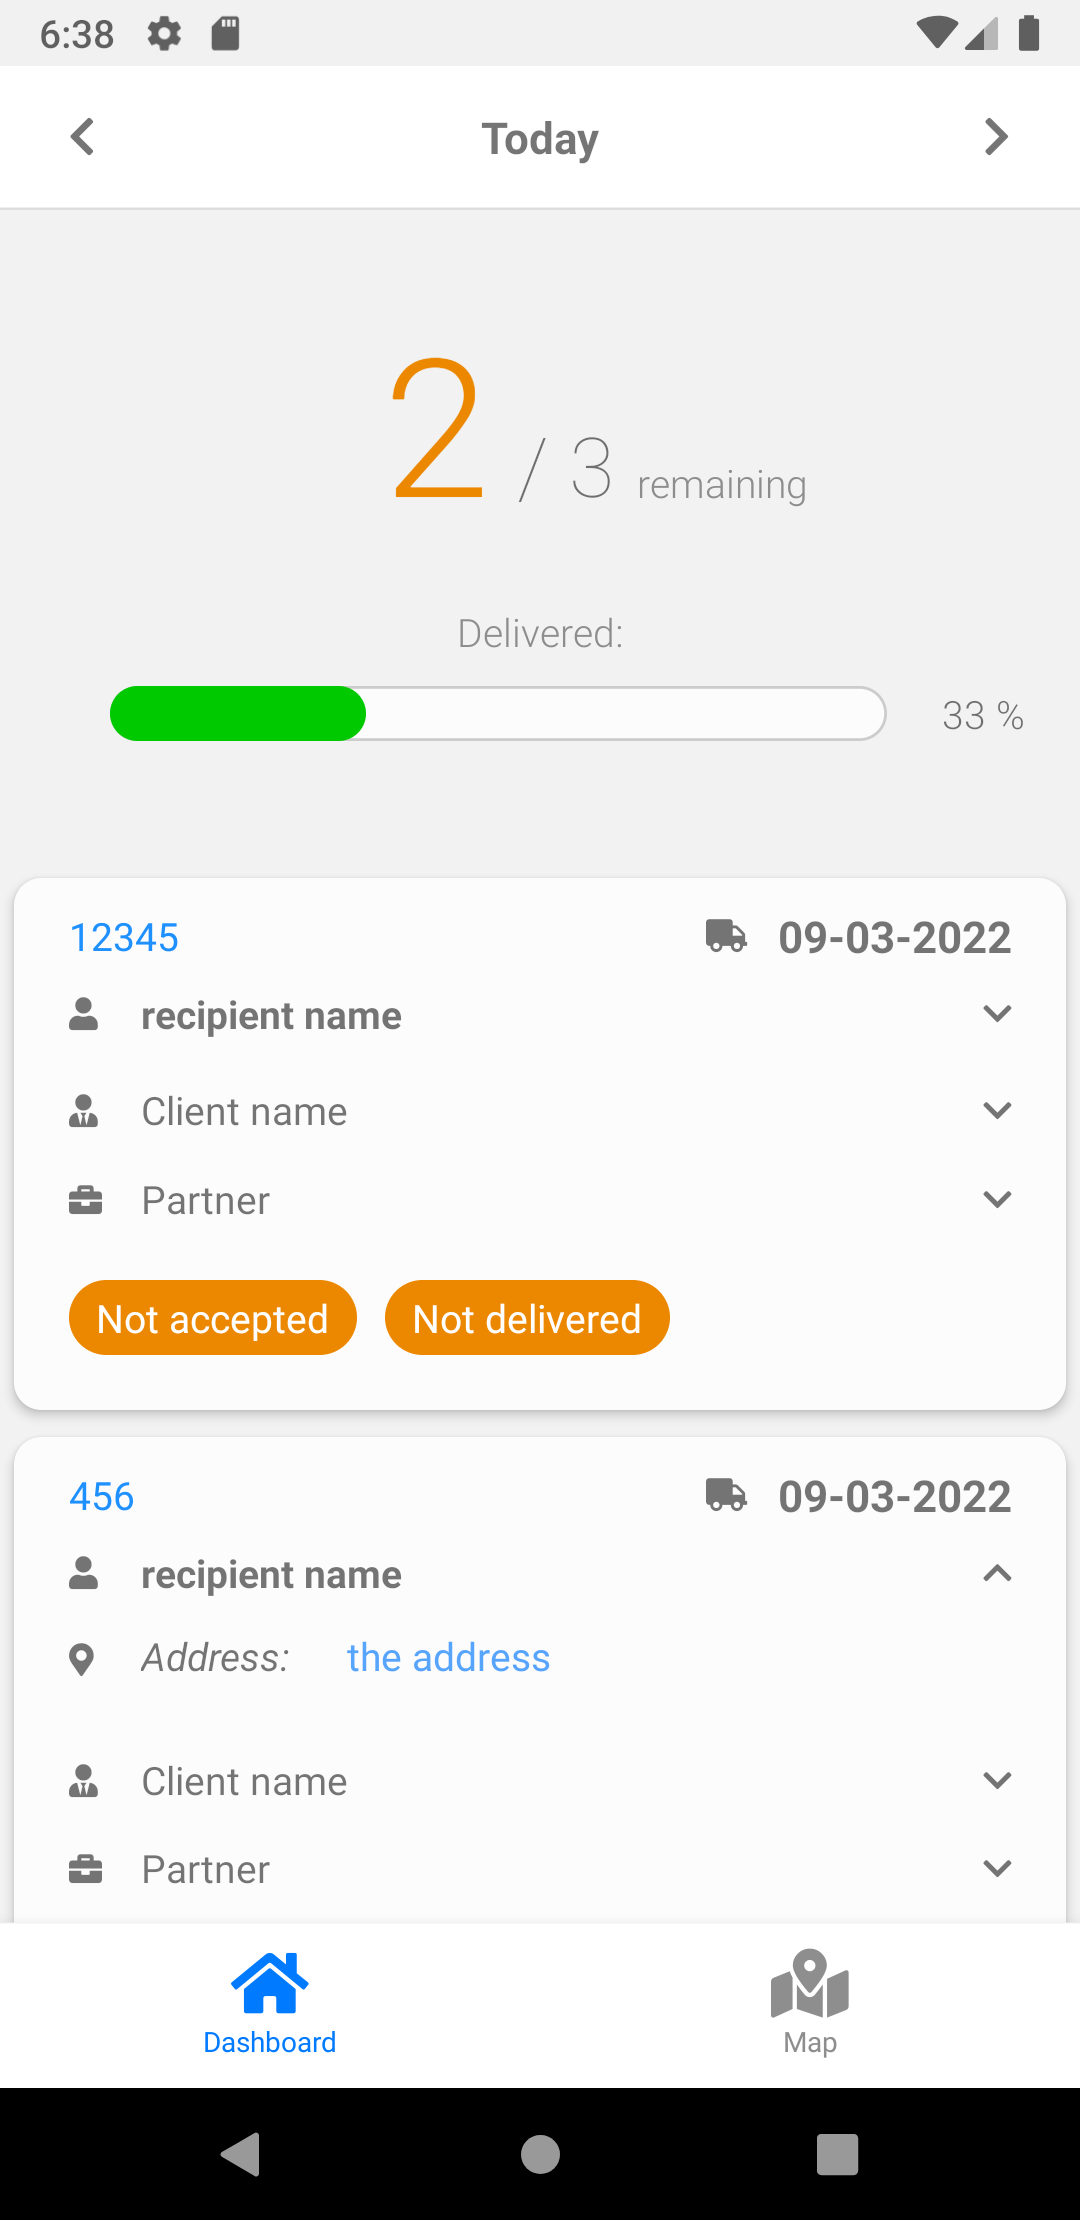 6:38
Today
2 / 3 remaining
Delivered:
33 %
12345 09-03-2022
recipient name
Client name
Partner
Not accepted Not delivered
456 09-03-2022
recipient name
Address: the address
Client name
Partner
Dashboard Map